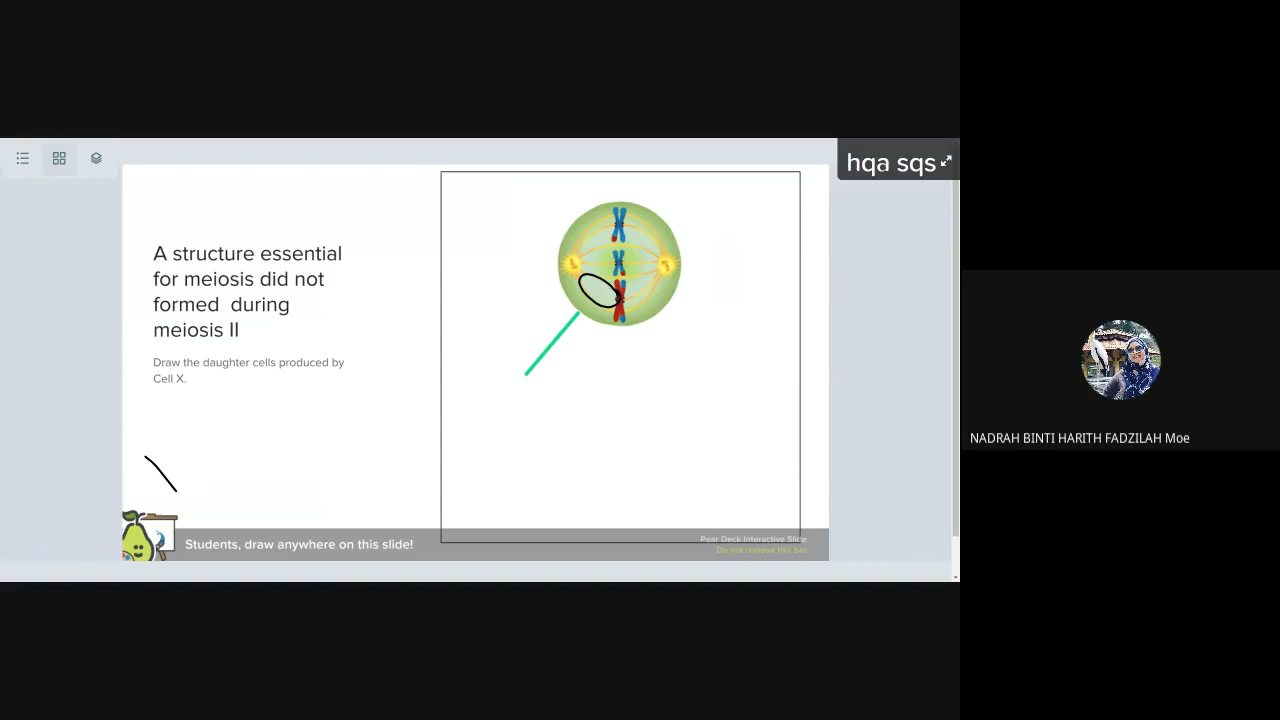 hqa sqs
A structure essential
for meiosis did not
formed during
meiosis II
Draw the daughter cells produced by
Cell X.
Students, draw anywhere on this slide!
Pear Deck Interactive Slide
Do not remove this bar
NADRAH BINTI HARITH FADZILAH Moe